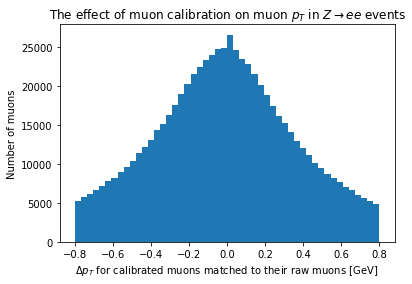 The effect of muon calibration on muon $p_T$ in $Z \rightarrow ee$ events
Number of muons
25000
20000
15000
10000
5000
0
−0.8 −0.6 −0.4 −0.2 0.0 0.2 0.4 0.6 0.8
$\Delta p_T$ for calibrated muons matched to their raw muons [GeV]